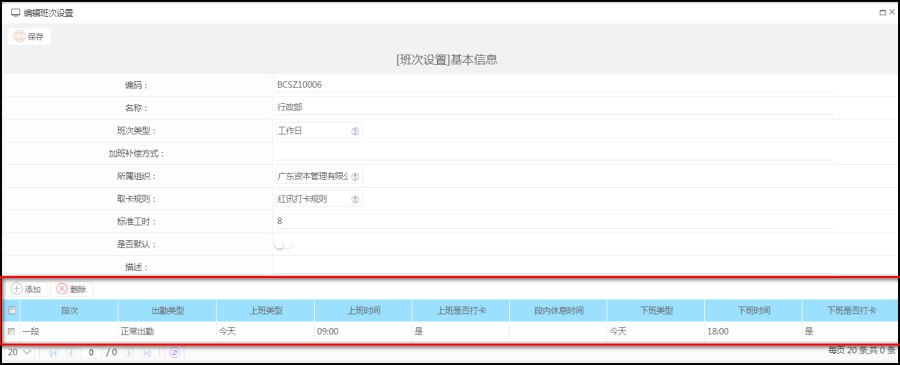 编辑班次设置
保存
[班次设置]基本信息
编码： BCSZ10006
名称： 行政部
班次类型： 工作日
加班补偿方式：
所属组织： 广东资本管理有限公
取卡规则： 红讯打卡规则
标准工时： 8
是否默认：
描述：
添加 删除
段次 出勤类型 上班类型 上班时间 上班是否打卡 段内休息时间 下班类型 下班时间 下班是否打卡
一段 正常出勤 今天 09:00 是 今天 18:00 是
20 0 / 0 每页 20 条,共 0 条